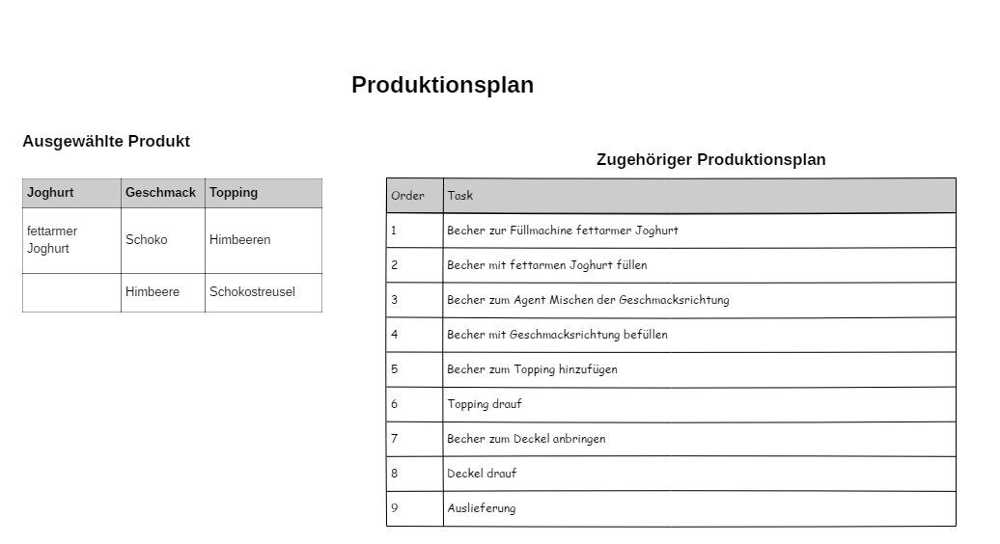 Produktionsplan
Ausgewählte Produkt
Joghurt Geschmack Topping
fettarmer
Joghurt Schoko Himbeeren
Himbeere Schokostreusel
Zugehöriger Produktionsplan
Order Task
1 Becher zur Füllmachine fettarmer Joghurt
2 Becher mit fettarmen Joghurt füllen
3 Becher zum Agent Mischen der Geschmacksrichtung
4 Becher mit Geschmacksrichtung befüllen
5 Becher zum Topping hinzufügen
6 Topping drauf
7 Becher zum Deckel anbringen
8 Deckel drauf
9 Auslieferung